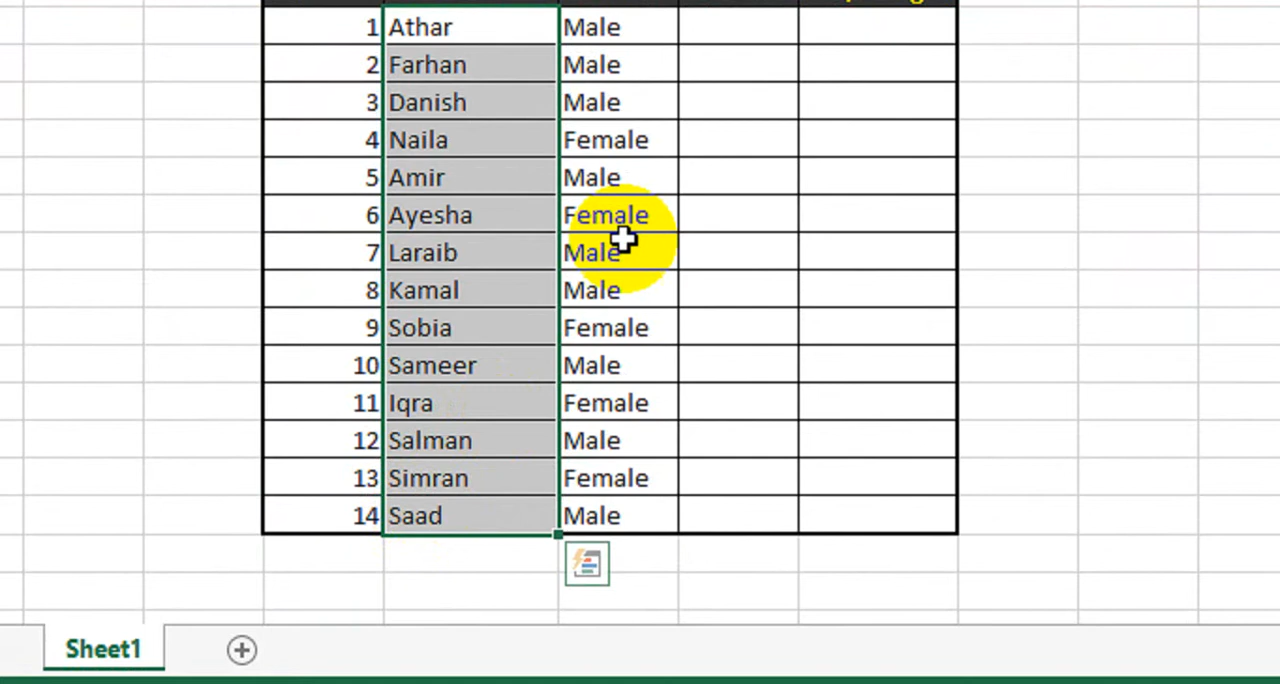 1 Athar Male
2 Farhan Male
3 Danish Male
4 Naila Female
5 Amir Male
6 Ayesha Female
7 Laraib Male
8 Kamal Male
9 Sobia Female
10 Sameer Male
11 Iqra Female
12 Salman Male
13 Simran Female
14 Saad Male
Sheet1